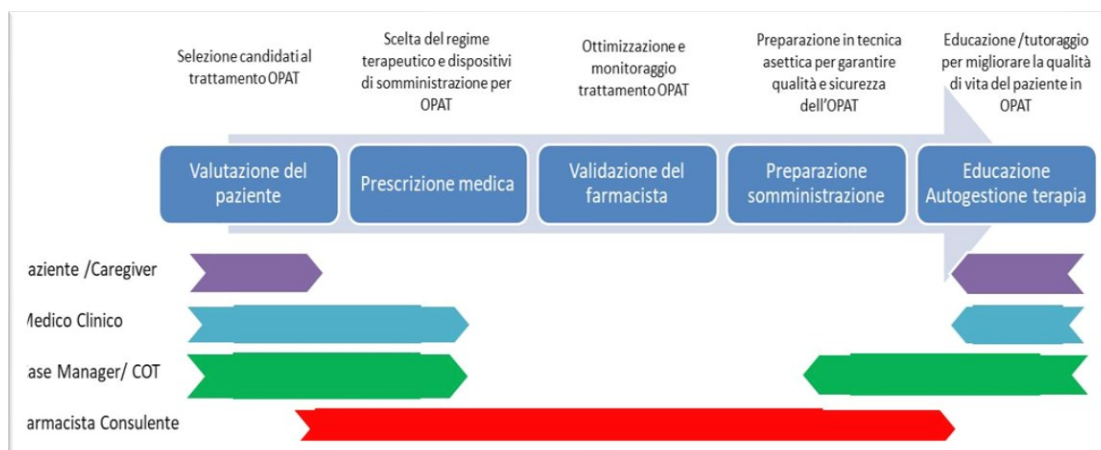 Selezione candidati al
trattamento OPAT
Scelta del regime
terapeutico e dispositivi
di somministrazione per
OPAT
Ottimizzazione e
monitoraggio
trattamento OPAT
Preparazione in tecnica
asettica per garantire
qualità e sicurezza
dell'OPAT
Educazione /tutoraggio
per migliorare la qualità
di vita del paziente in
OPAT
Valutazione del
paziente
Prescrizione medica
Validazione del
farmacista
Preparazione
somministrazione
Educazione
Autogestione terapia
aziente /Caregiver
Medico Clinico
ase Manager/ COT
armacista Consulente